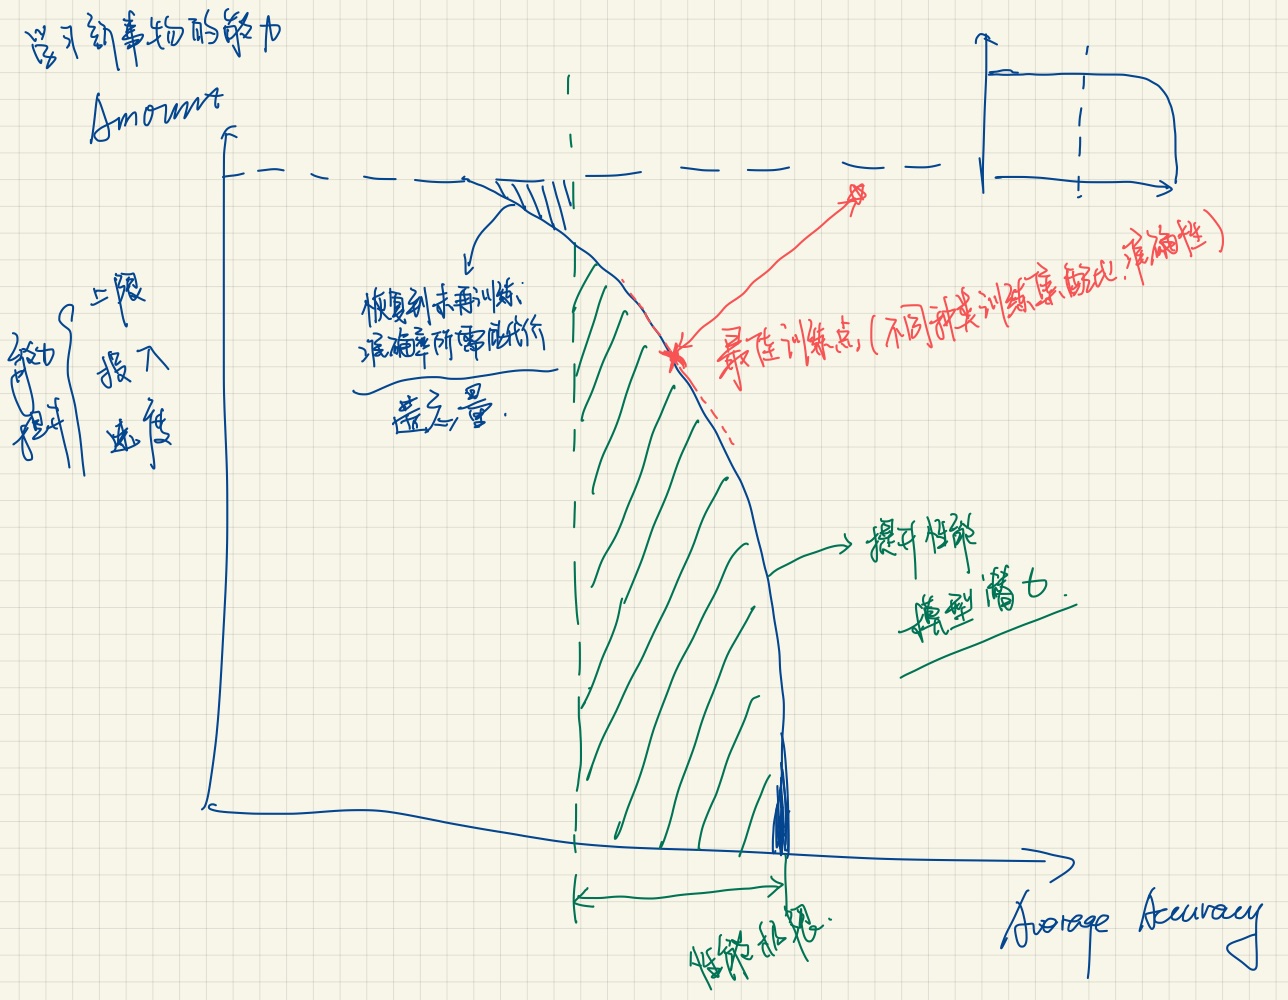 学习新事物的能力
Amount
能力
提升
上限
投入
速度
恢复到未再训练
准确率所需代价
遗忘量.
最佳训练点,(不同种类训练集配比.准确性)
提升性能
模型潜力.
性能极限.
Average Accuracy